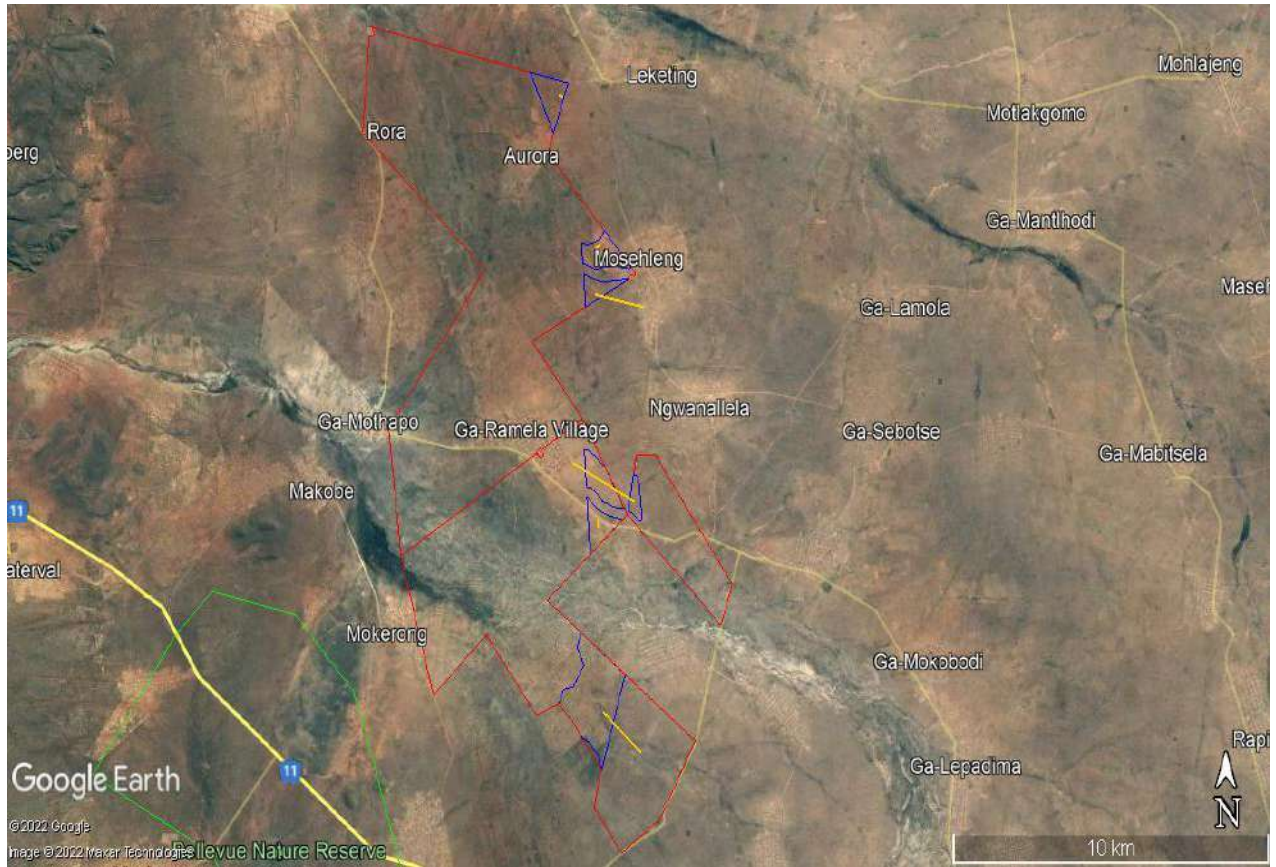 Leketing
Mohlajeng
Motlakgomo
Rora
Aurora
berg
Ga-Mantlhodi
Mosehleng
Maseh
Ga-Lamola
Ngwanallela
Ga-Mothapo
Ga-Ramela Village
Ga-Sebotse
Ga-Mabitsela
Makobe
11
aterval
Mokerong
Ga-Mokobodi
Rapi
Ga-Lepadima
11
Google Earth
N
© 2022 Google
10 km
Image © 2022 Maxar Technologies
Bellevue Nature Reserve